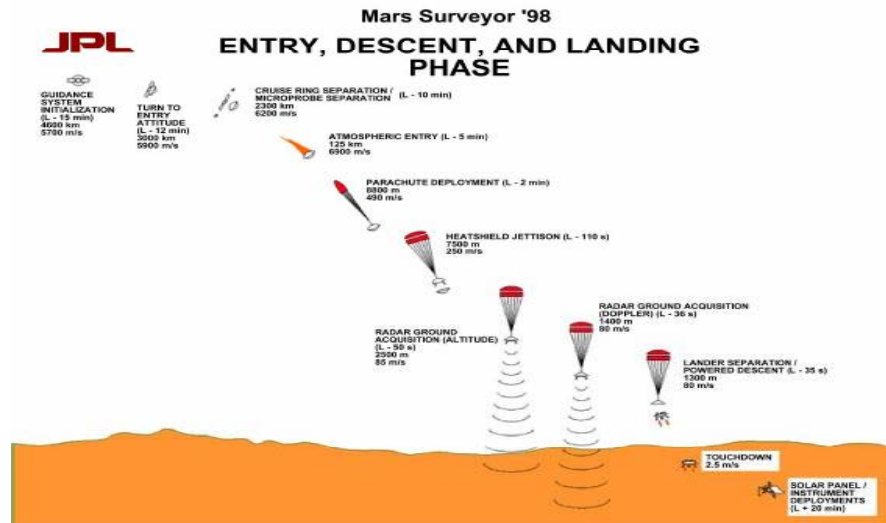 Mars Surveyor '98
JPL
ENTRY, DESCENT, AND LANDING
PHASE
GUIDANCE
SYSTEM
INITIALIZATION
(L - 15 min)
4600 km
5700 m/s
TURN TO
ENTRY
ATTITUDE
(L - 12 min)
3000 km
5900 m/s
CRUISE RING SEPARATION /
MICROPROBE SEPARATION (L - 10 min)
2300 km
6200 m/s
ATMOSPHERIC ENTRY (L - 5 min)
125 km
6900 m/s
PARACHUTE DEPLOYMENT (L - 2 min)
8800 m
490 m/s
HEATSHIELD JETTISON (L - 110 s)
7500 m
250 m/s
RADAR GROUND
ACQUISITION (ALTITUDE)
(L - 50 s)
2500 m
85 m/s
RADAR GROUND ACQUISITION
(DOPPLER) (L - 36 s)
1400 m
80 m/s
LANDER SEPARATION /
POWERED DESCENT (L - 35 s)
1300 m
80 m/s
TOUCHDOWN
2.5 m/s
SOLAR PANEL /
INSTRUMENT
DEPLOYMENTS
(L + 20 min)